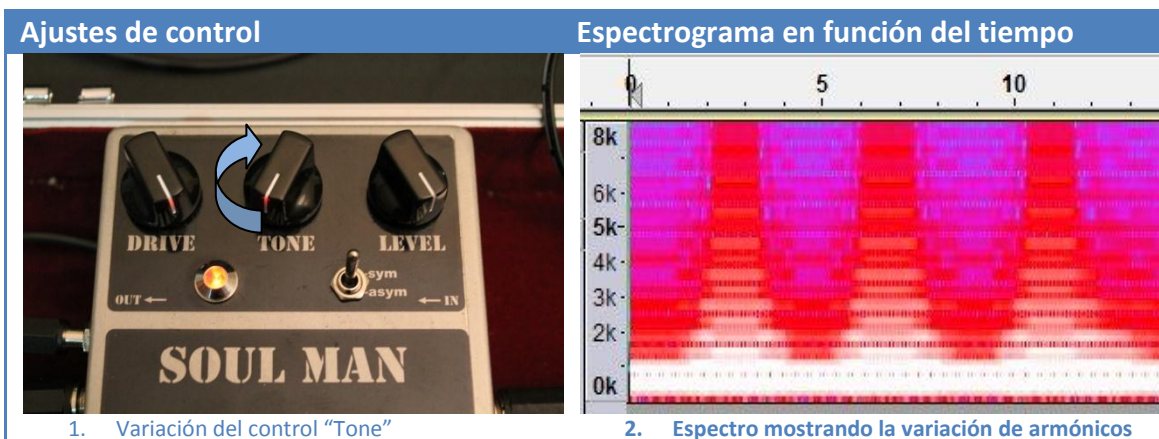 Ajustes de control
Espectrograma en función del tiempo
DRIVE TONE LEVEL
sym
asym
OUT ← ← IN
SOUL MAN
0 5 10
8k
6k
5k
4k
3k
2k
0k
1. Variación del control “Tone”
2. Espectro mostrando la variación de armónicos